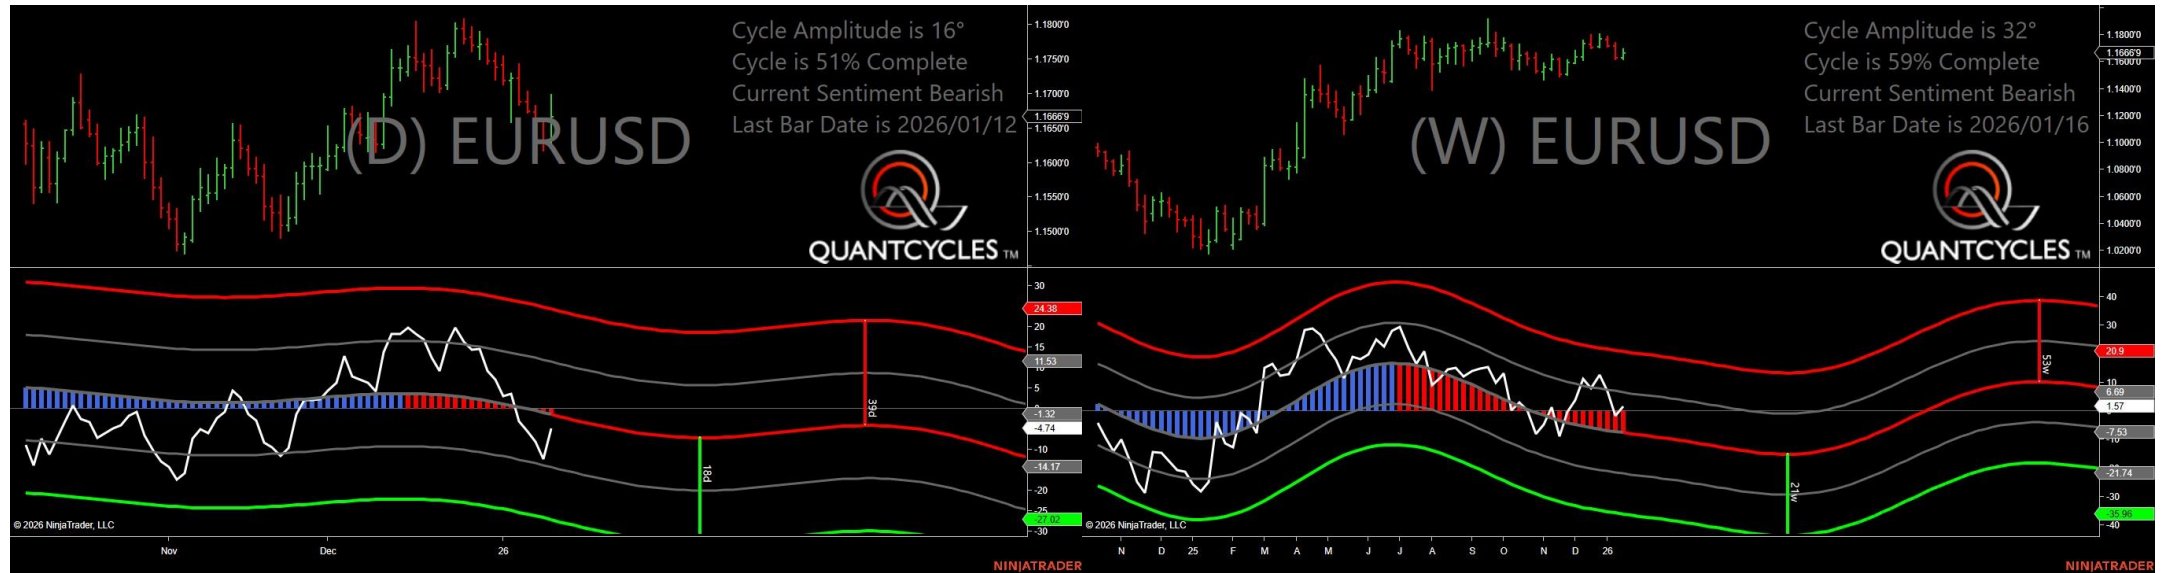 Cycle Amplitude is 16°
Cycle is 51% Complete
Current Sentiment Bearish
Last Bar Date is 2026/01/12
(D) EURUSD
QUANTCYCLES TM
1.1800'0
1.1750'0
1.1700'0
1.1666'9
1.1650'0
1.1600'0
1.1550'0
1.1500'0
30
24.38
20
15
11.53
10
5
-1.32
-4.74
-10
-14.17
-20
-25
-27.02
-30
39d
18d
© 2026 NinjaTrader, LLC
Nov
Dec
26
NINJATRADER
Cycle Amplitude is 32°
Cycle is 59% Complete
Current Sentiment Bearish
Last Bar Date is 2026/01/16
(W) EURUSD
QUANTCYCLES TM
1.1800'0
1.1666'9
1.1600'0
1.1400'0
1.1200'0
1.1000'0
1.0800'0
1.0600'0
1.0400'0
1.0200'0
40
30
20.9
10
6.69
1.57
-7.53
-10
-21.74
-30
-35.96
-40
53w
21w
© 2026 NinjaTrader, LLC
N D 25 F M A M J J A S O N D 26
NINJATRADER